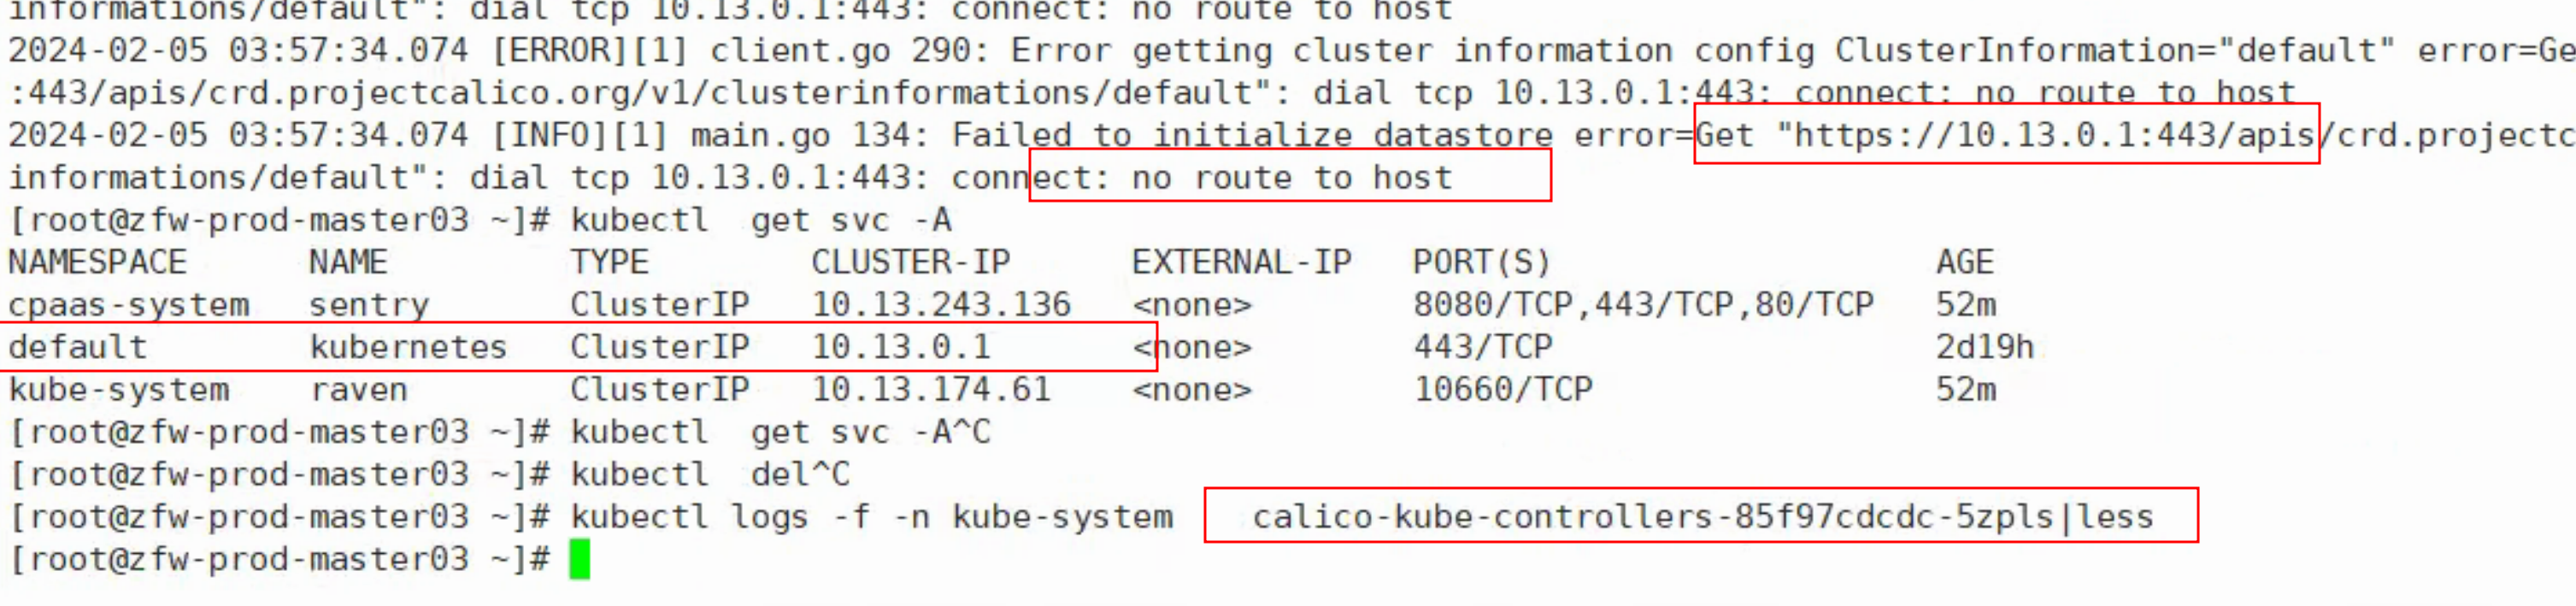 informations/default": dial tcp 10.13.0.1:443: connect: no route to host
2024-02-05 03:57:34.074 [ERROR][1] client.go 290: Error getting cluster information config ClusterInformation="default" error=Ge
:443/apis/crd.projectcalico.org/v1/clusterinformations/default": dial tcp 10.13.0.1:443: connect: no route to host
2024-02-05 03:57:34.074 [INFO][1] main.go 134: Failed to initialize datastore error=Get "https://10.13.0.1:443/apis/crd.projectc
informations/default": dial tcp 10.13.0.1:443: connect: no route to host
[root@zfw-prod-master03 ~]# kubectl  get svc -A
NAMESPACE      NAME         TYPE        CLUSTER-IP      EXTERNAL-IP   PORT(S)                   AGE
cpaas-system   sentry       ClusterIP   10.13.243.136   <none>        8080/TCP,443/TCP,80/TCP   52m
default        kubernetes   ClusterIP   10.13.0.1       <none>        443/TCP                   2d19h
kube-system    raven        ClusterIP   10.13.174.61    <none>        10660/TCP                 52m
[root@zfw-prod-master03 ~]# kubectl  get svc -A^C
[root@zfw-prod-master03 ~]# kubectl  del^C
[root@zfw-prod-master03 ~]# kubectl logs -f -n kube-system    calico-kube-controllers-85f97cdcdc-5zpls|less
[root@zfw-prod-master03 ~]#